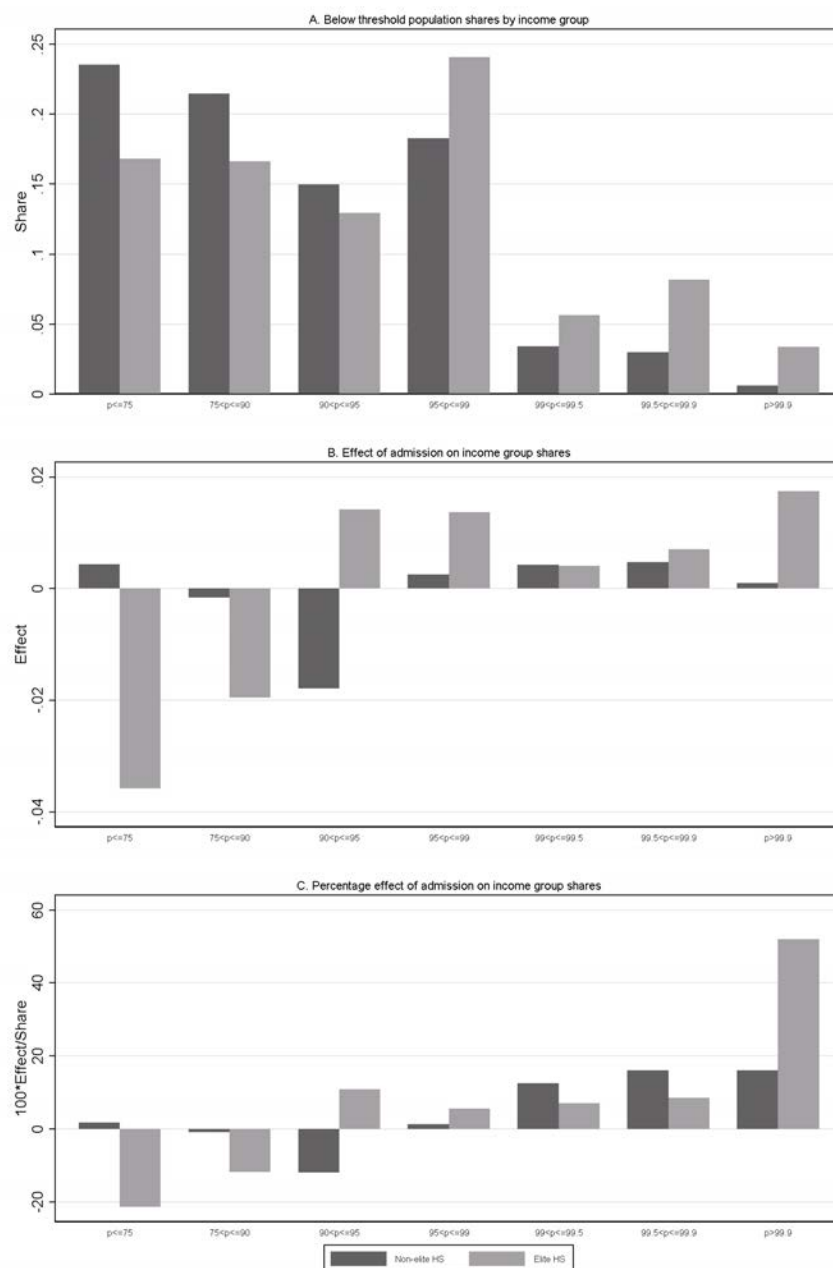 A. Below threshold population shares by income group
.25
.2
.15
.1
.05
0
Share
p<=75 75<p<=90 90<p<=95 95<p<=99 99<p<=99.5 99.5<p<=99.9 p>99.9
B. Effect of admission on income group shares
.02
0
-.02
-.04
Effect
p<=75 75<p<=90 90<p<=95 95<p<=99 99<p<=99.5 99.5<p<=99.9 p>99.9
C. Percentage effect of admission on income group shares
60
40
20
0
-20
100*Effect/Share
p<=75 75<p<=90 90<p<=95 95<p<=99 99<p<=99.5 99.5<p<=99.9 p>99.9
Non-elite HS Elite HS